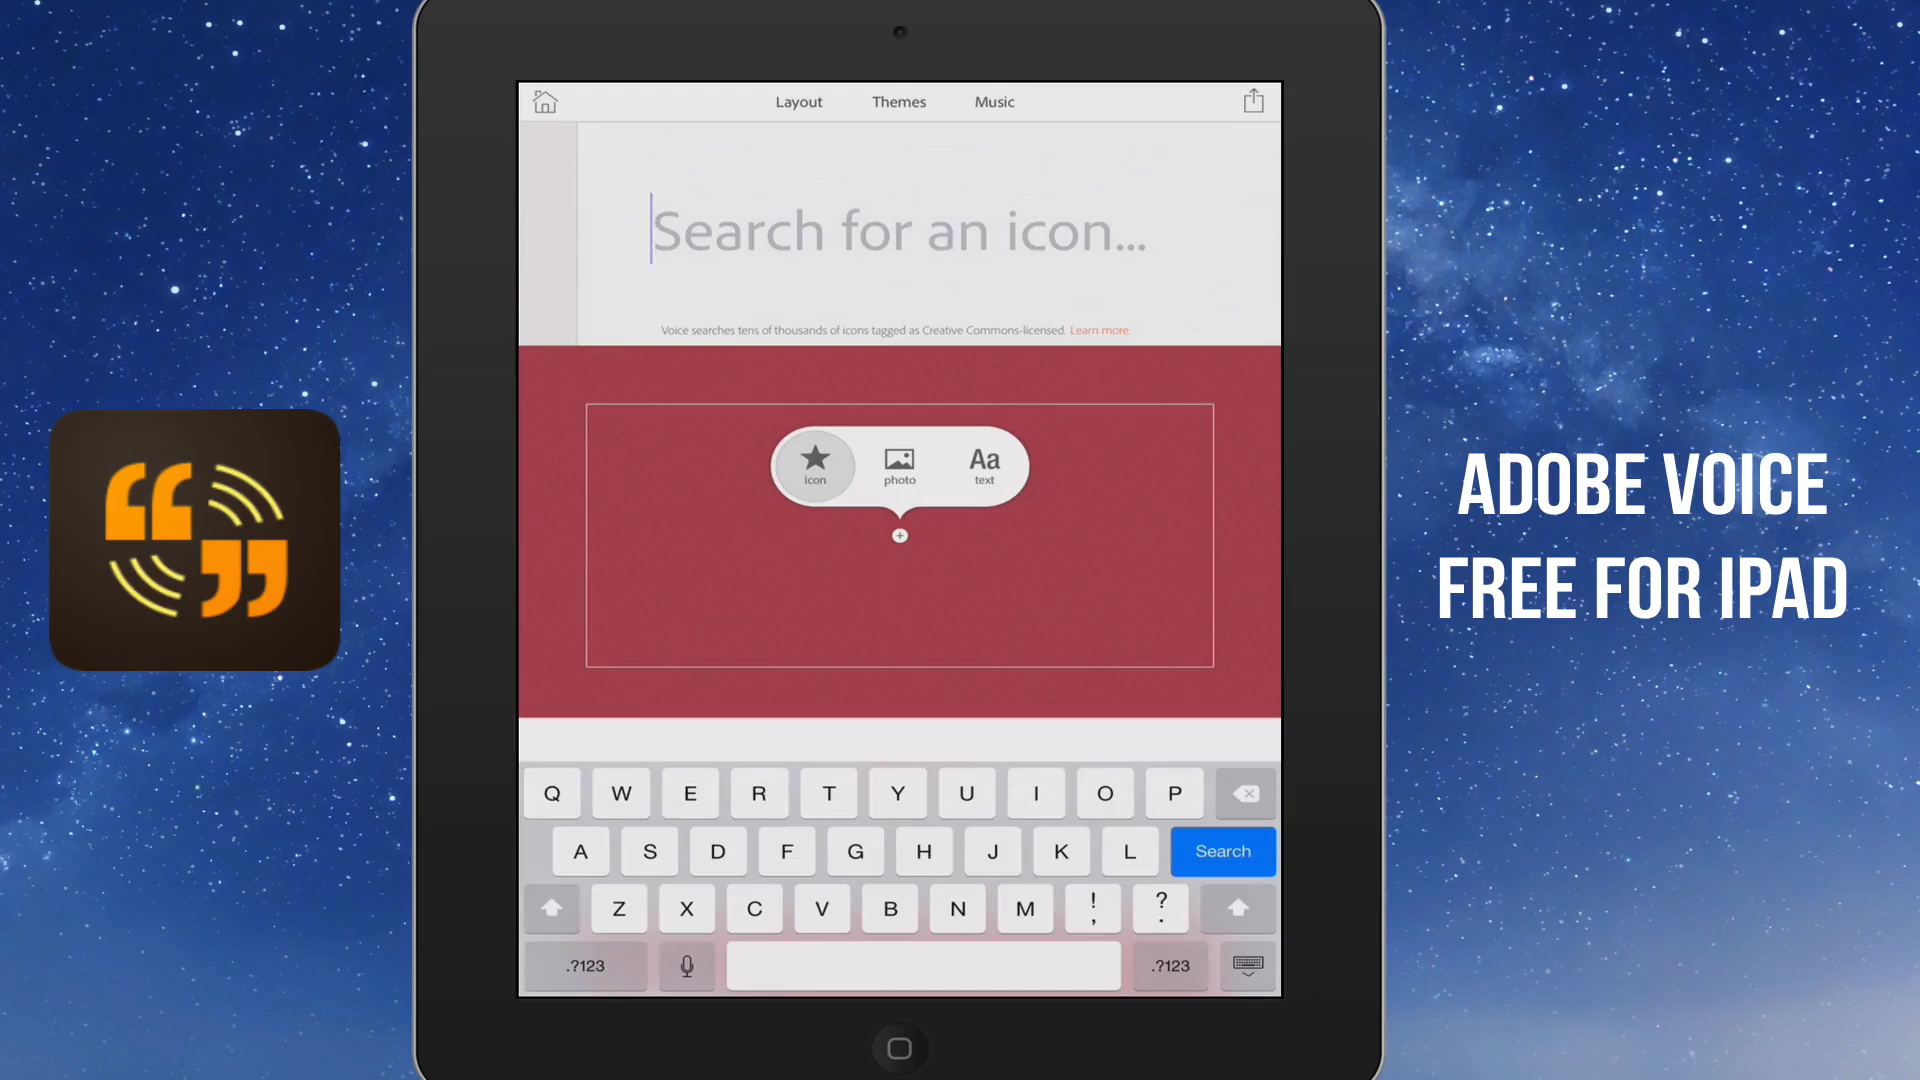 Layout Themes Music
Search for an icon...
Voice searches tens of thousands of icons tagged as Creative Commons-licensed. Learn more.
icon photo Aa text
ADOBE VOICE
FREE FOR IPAD
Q W E R T Y U I O P
A S D F G H J K L Search
Z X C V B N M ! , ? .
.?123 .?123